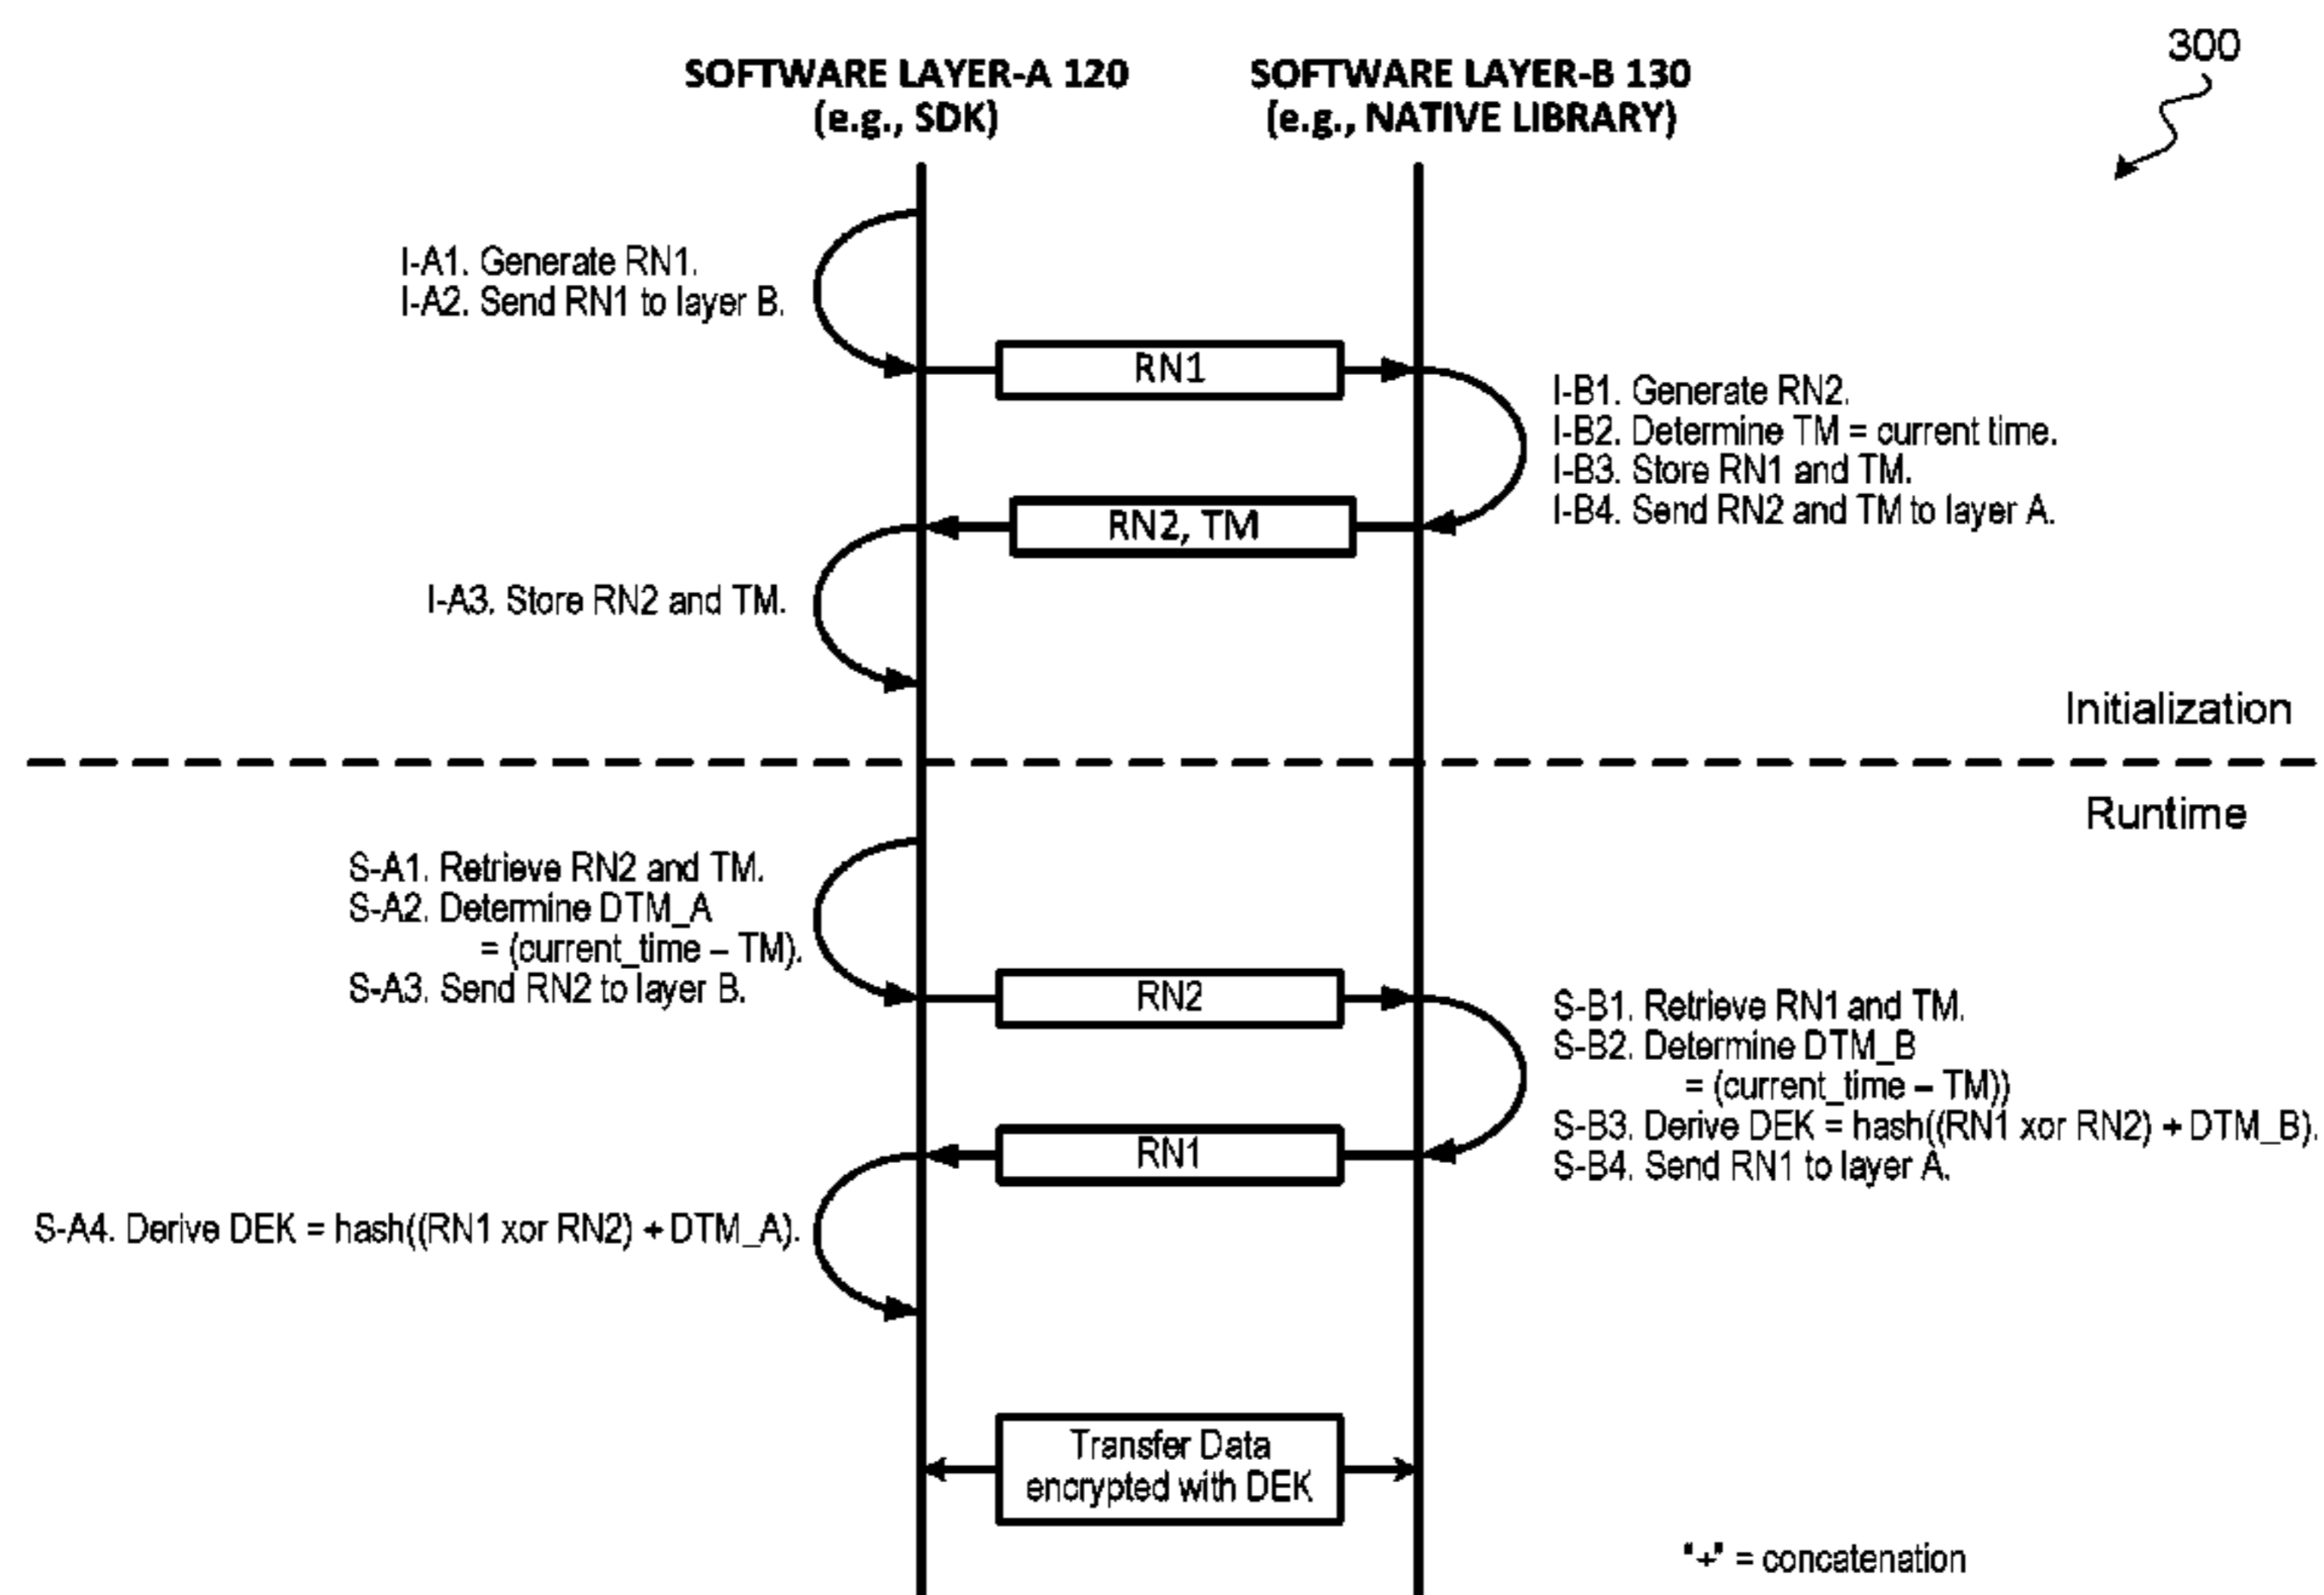 300
SOFTWARE LAYER-A 120
(e.g., SDK)
SOFTWARE LAYER-B 130
(e.g., NATIVE LIBRARY)
I-A1. Generate RN1.
I-A2. Send RN1 to layer B.
RN1
I-B1. Generate RN2.
I-B2. Determine TM = current time.
I-B3. Store RN1 and TM.
I-B4. Send RN2 and TM to layer A.
RN2, TM
I-A3. Store RN2 and TM.
Initialization
Runtime
S-A1. Retrieve RN2 and TM.
S-A2. Determine DTM_A
= (current_time – TM).
S-A3. Send RN2 to layer B.
RN2
S-B1. Retrieve RN1 and TM.
S-B2. Determine DTM_B
= (current_time – TM))
S-B3. Derive DEK = hash((RN1 xor RN2) + DTM_B).
S-B4. Send RN1 to layer A.
RN1
S-A4. Derive DEK = hash((RN1 xor RN2) + DTM_A).
Transfer Data
encrypted with DEK
"+" = concatenation